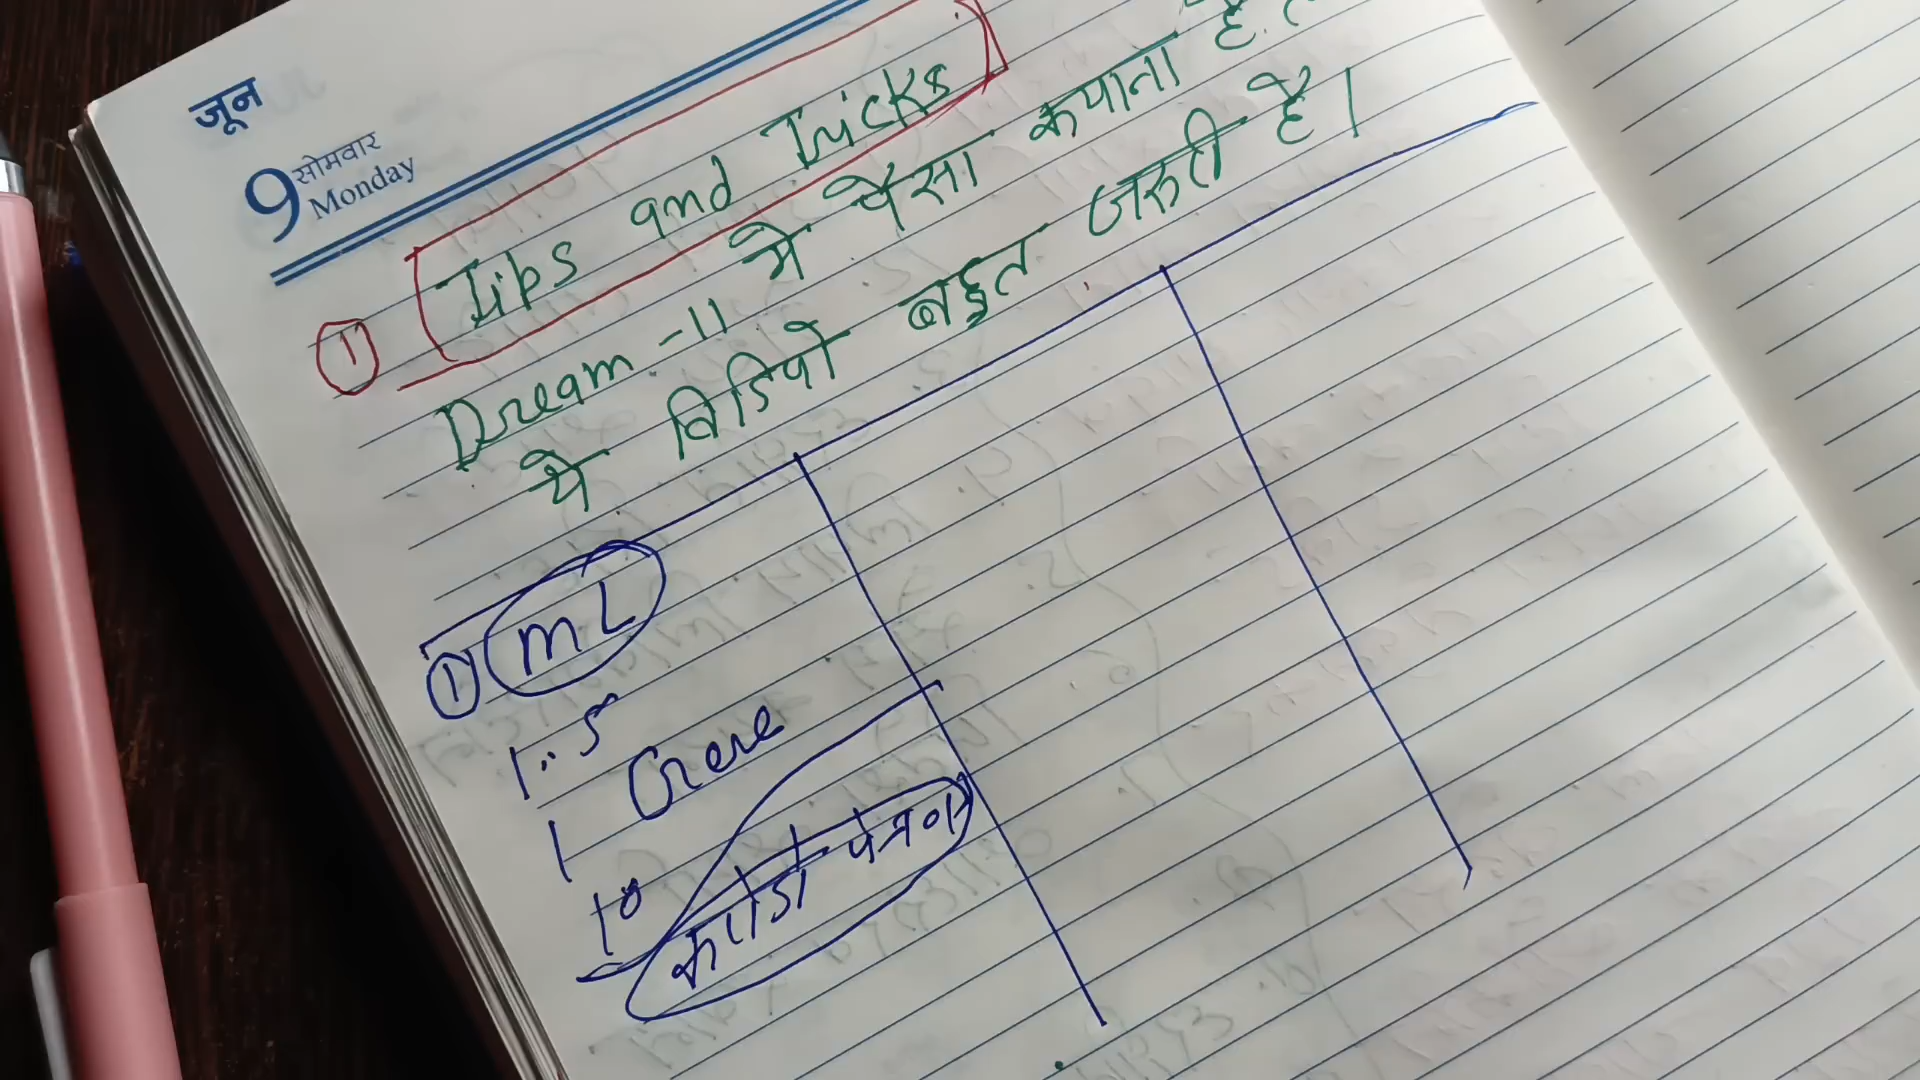 जून
9 सोमवार
Monday
① Tips and Tricks
Dream-11 में पैसा कमाना है
ये विडियो बहुत जरुरी है।
① mL
1..5
Crore
1
10
करोडो